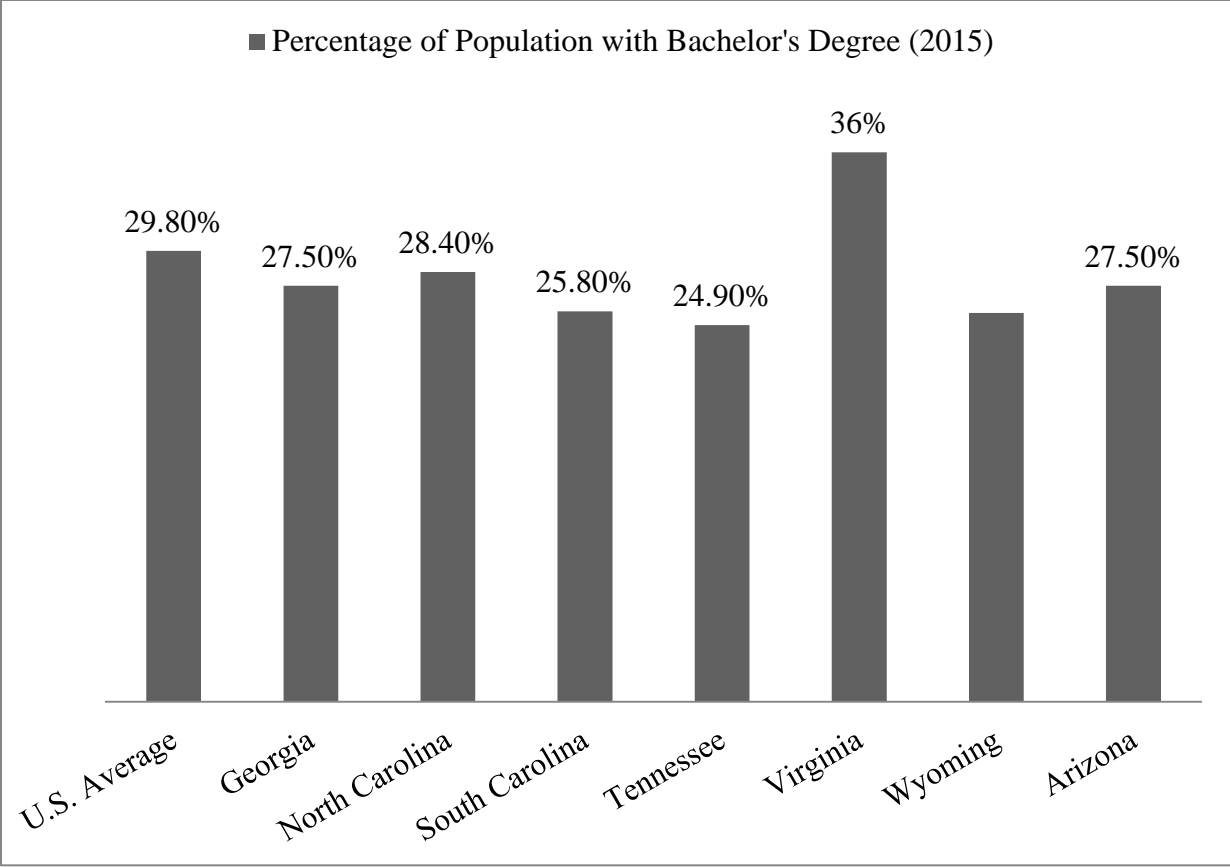 Percentage of Population with Bachelor's Degree (2015)
36%
29.80%
27.50%
28.40%
25.80%
24.90%
27.50%
U.S. Average
Georgia
North Carolina
South Carolina
Tennessee
Virginia
Wyoming
Arizona